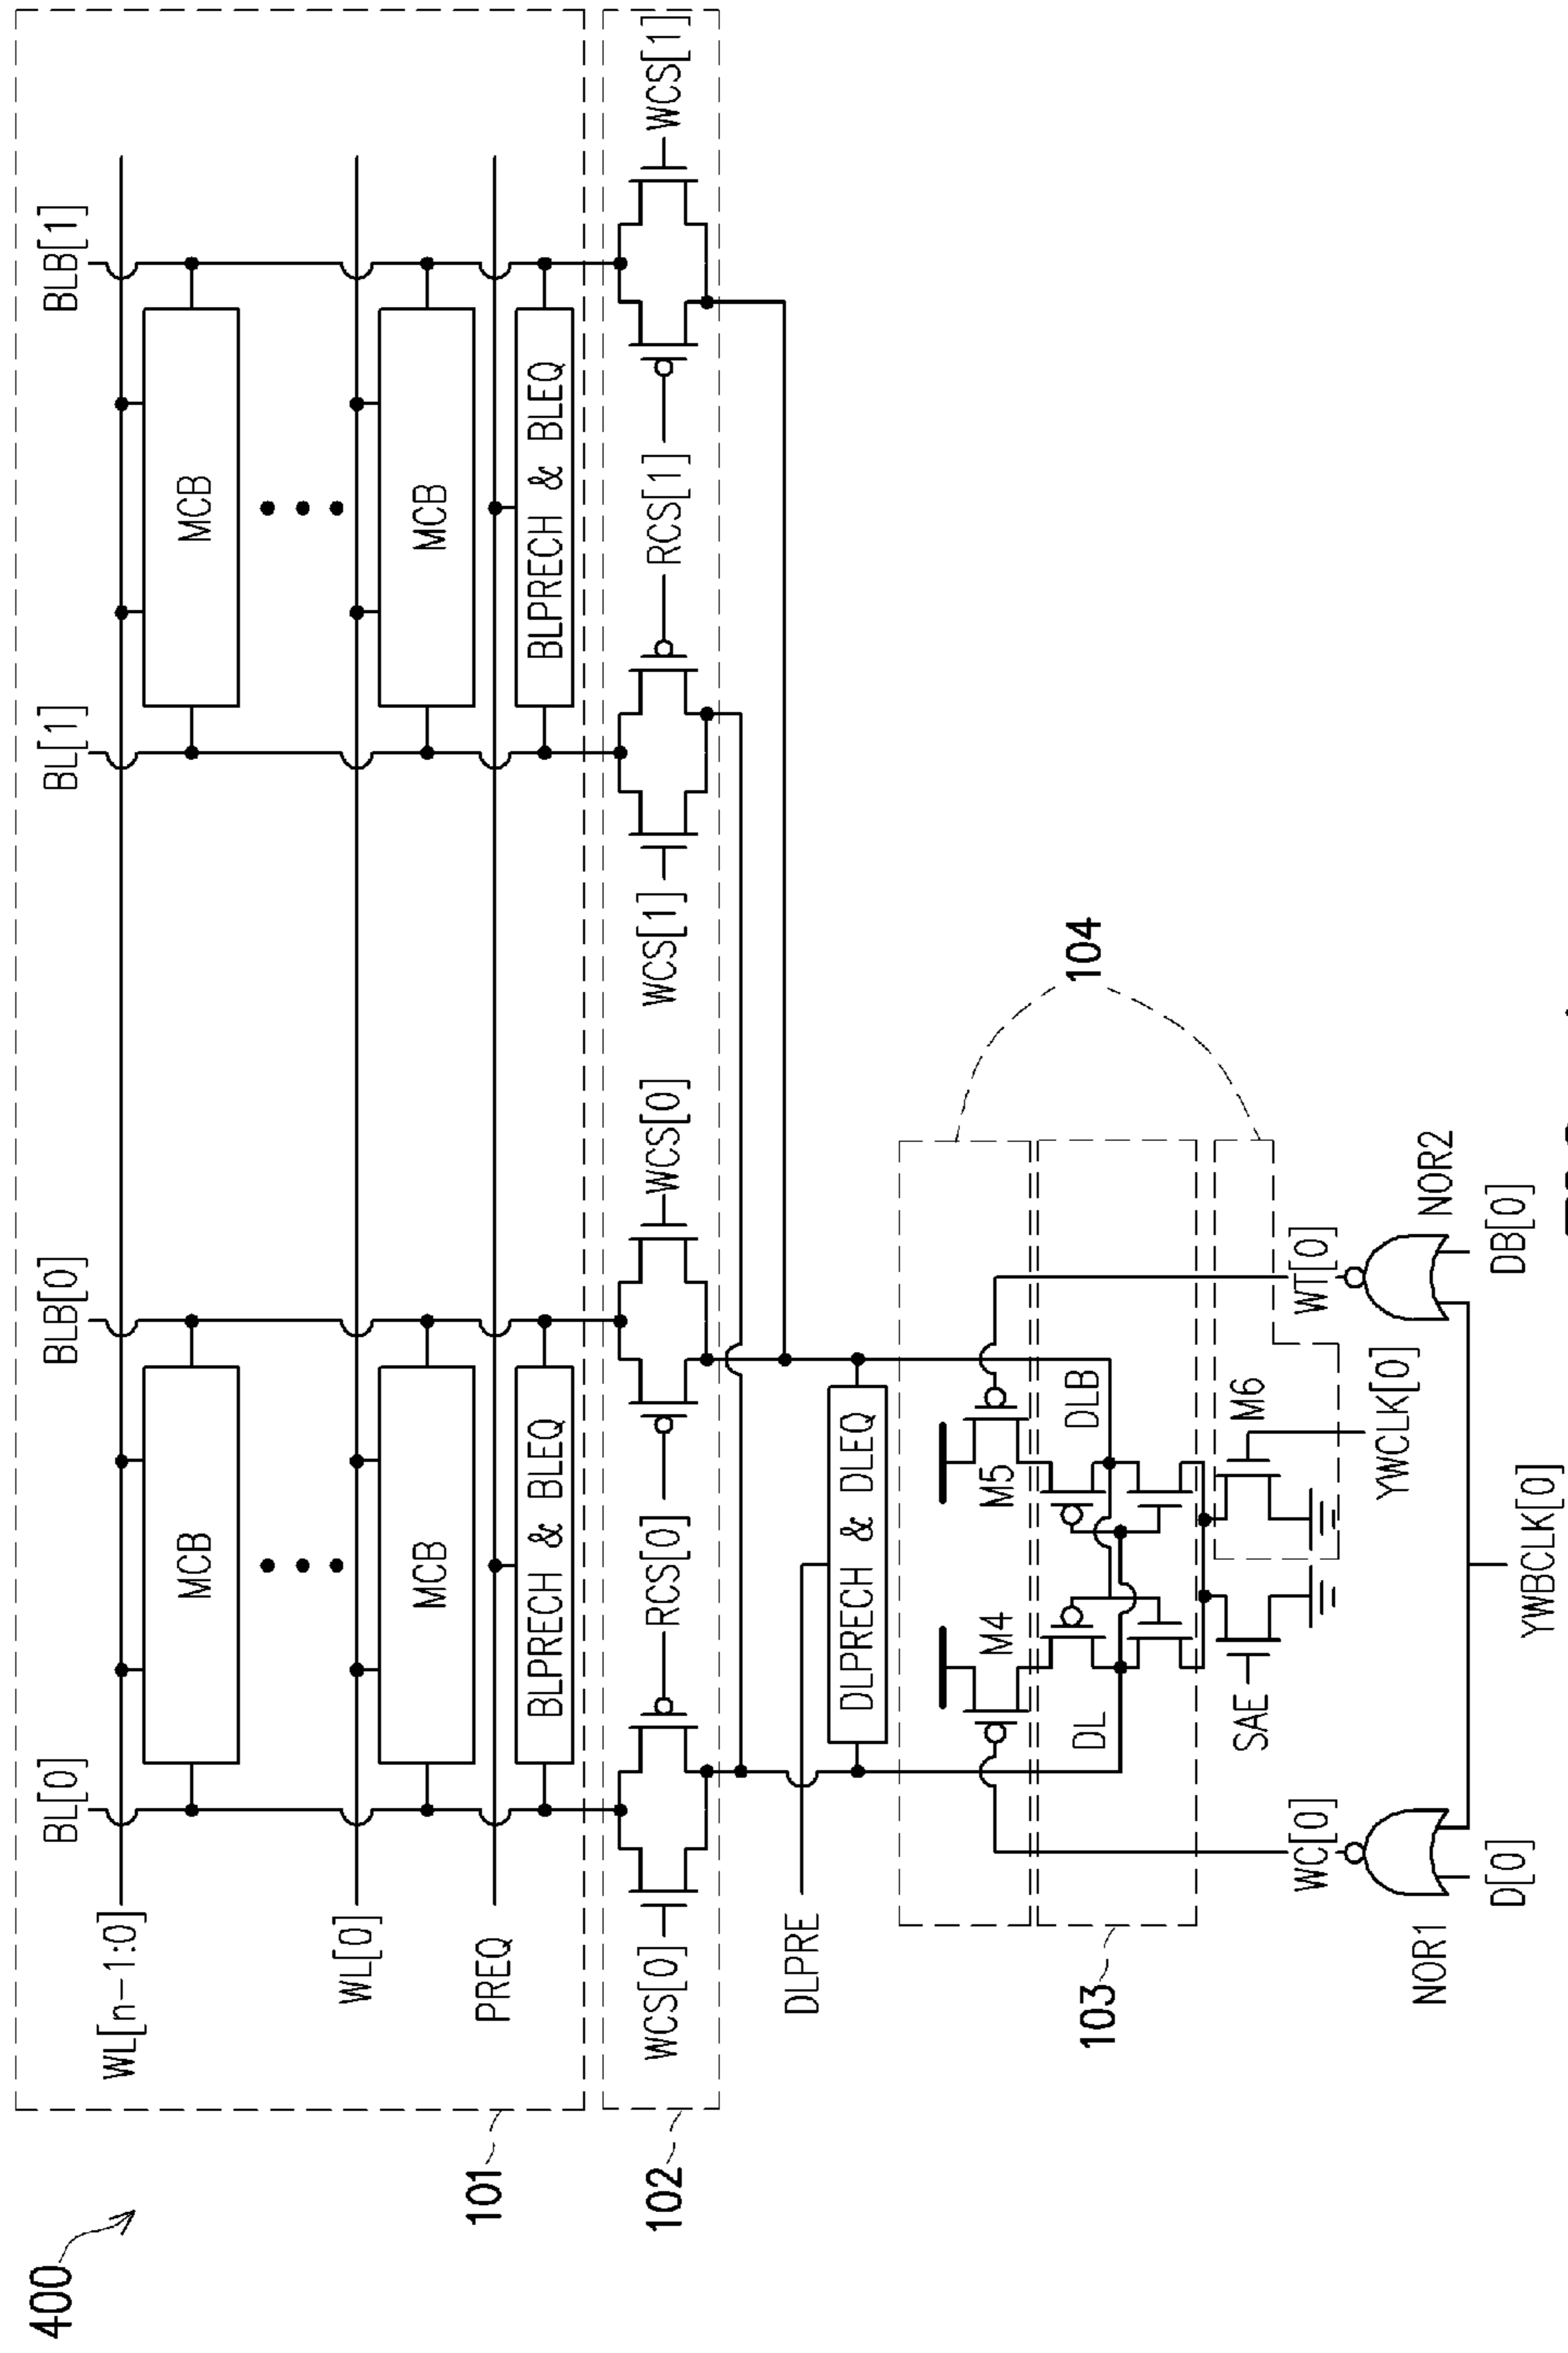 400
101
102
103
104
BL[0]
BLB[0]
BL[1]
BLB[1]
WL[n-1:0]
MCB
MCB
WL[0]
MCB
MCB
PREQ
BLPRECH & BLEQ
BLPRECH & BLEQ
WCS[0]
RCS[0]
WCS[0]
WCS[1]
RCS[1]
WCS[1]
DLPRE
DLPRECH & DLEQ
M4
M5
DL
DLB
SAE
M6
WC[0]
YWCLK[0]
WT[0]
NOR1
NOR2
D[0]
DB[0]
YWBCLK[0]